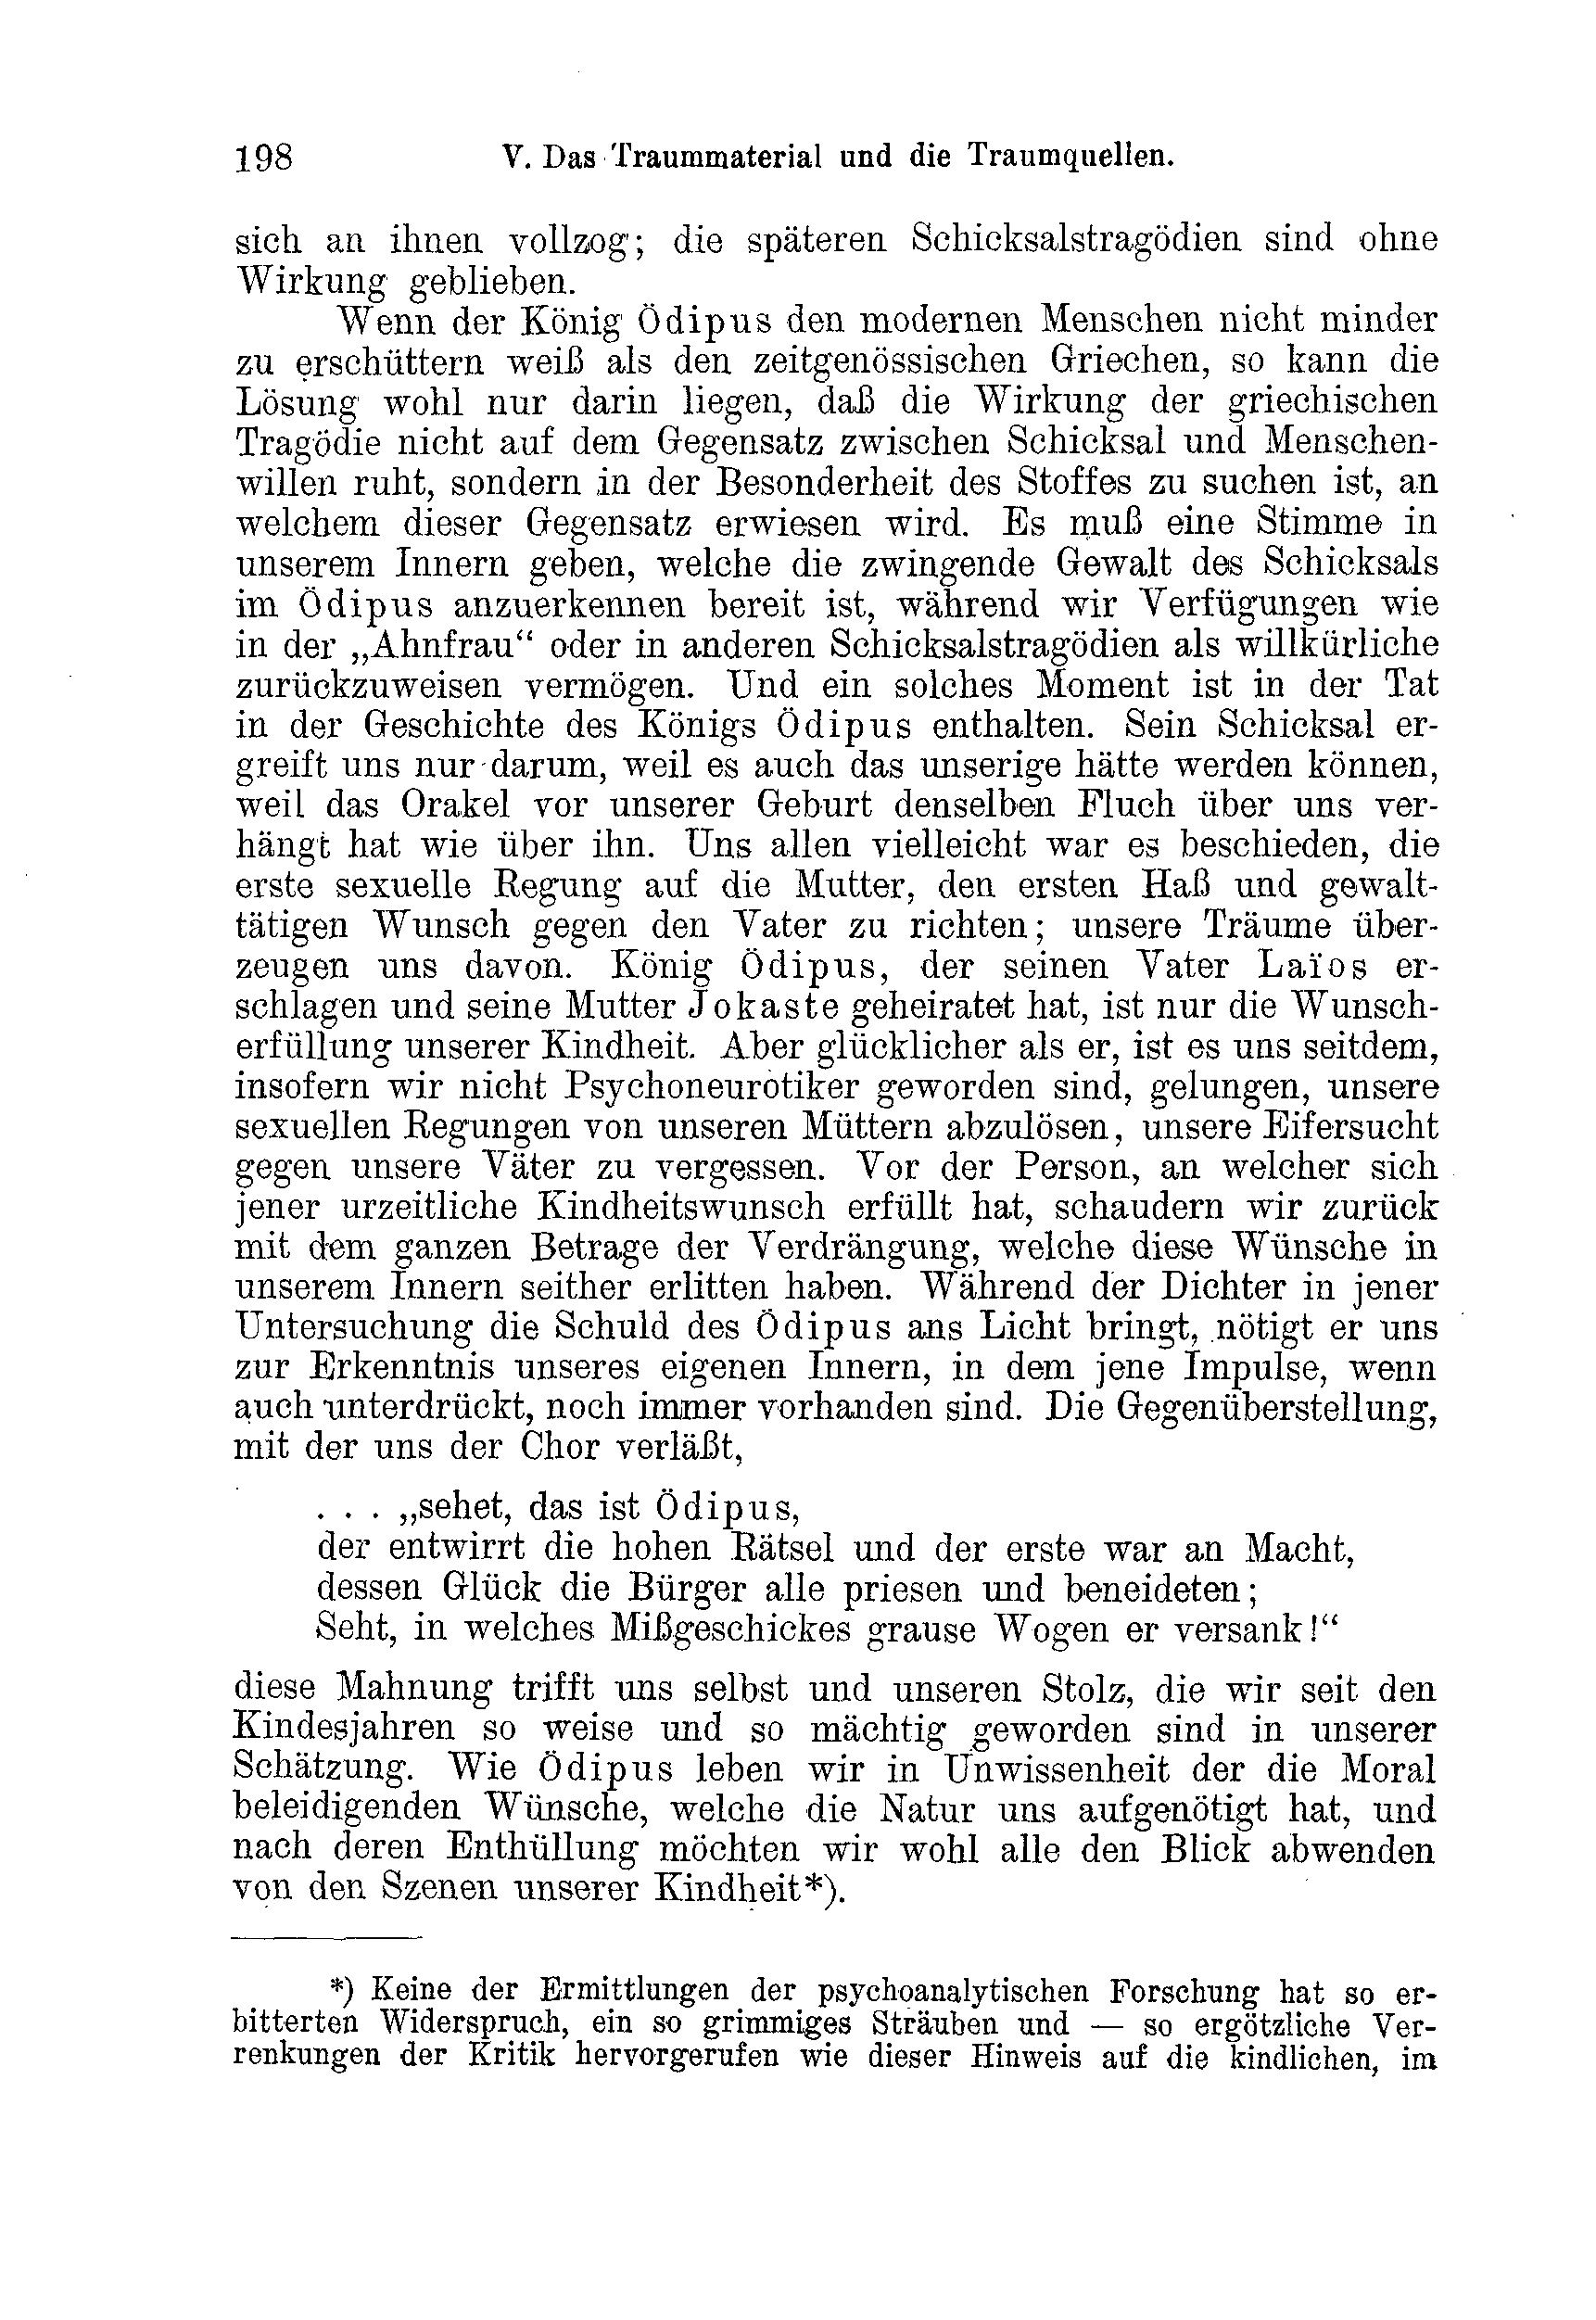 198 V. Das Traummaterial und die Traumquellen.
sich an ihnen vollzog; die späteren Schicksalstragödien sind ohne
Wirkung geblieben.
Wenn der König Ödipus den modernen Menschen nicht minder
zu erschüttern weiß als den zeitgenössischen Griechen, so kann die
Lösung wohl nur darin liegen, daß die Wirkung der griechischen
Tragödie nicht auf dem Gegensatz zwischen Schicksal und Menschen-
willen ruht, sondern in der Besonderheit des Stoffes zu suchen ist, an
welchem dieser Gegensatz erwiesen wird. Es muß eine Stimme in
unserem Innern geben, welche die zwingende Gewalt des Schicksals
im Ödipus anzuerkennen bereit ist, während wir Verfügungen wie
in der „Ahnfrau“ oder in anderen Schicksalstragödien als willkürliche
zurückzuweisen vermögen. Und ein solches Moment ist in der Tat
in der Geschichte des Königs Ödipus enthalten. Sein Schicksal er-
greift uns nur darum, weil es auch das unserige hätte werden können,
weil das Orakel vor unserer Geburt denselben Fluch über uns ver-
hängt hat wie über ihn. Uns allen vielleicht war es beschieden, die
erste sexuelle Regung auf die Mutter, den ersten Haß und gewalt-
tätigen Wunsch gegen den Vater zu richten; unsere Träume über-
zeugen uns davon. König Ödipus, der seinen Vater Laïos er-
schlagen und seine Mutter Jokaste geheiratet hat, ist nur die Wunsch-
erfüllung unserer Kindheit. Aber glücklicher als er, ist es uns seitdem,
insofern wir nicht Psychoneurotiker geworden sind, gelungen, unsere
sexuellen Regungen von unseren Müttern abzulösen, unsere Eifersucht
gegen unsere Väter zu vergessen. Vor der Person, an welcher sich
jener urzeitliche Kindheitswunsch erfüllt hat, schaudern wir zurück
mit dem ganzen Betrage der Verdrängung, welche diese Wünsche in
unserem Innern seither erlitten haben. Während der Dichter in jener
Untersuchung die Schuld des Ödipus ans Licht bringt, nötigt er uns
zur Erkenntnis unseres eigenen Innern, in dem jene Impulse, wenn
auch unterdrückt, noch immer vorhanden sind. Die Gegenüberstellung,
mit der uns der Chor verläßt,
. . . „sehet, das ist Ödipus,
der entwirrt die hohen Rätsel und der erste war an Macht,
dessen Glück die Bürger alle priesen und beneideten;
Seht, in welches Mißgeschickes grause Wogen er versank!“
diese Mahnung trifft uns selbst und unseren Stolz, die wir seit den
Kindesjahren so weise und so mächtig geworden sind in unserer
Schätzung. Wie Ödipus leben wir in Unwissenheit der die Moral
beleidigenden Wünsche, welche die Natur uns aufgenötigt hat, und
nach deren Enthüllung möchten wir wohl alle den Blick abwenden
von den Szenen unserer Kindheit*).
*) Keine der Ermittlungen der psychoanalytischen Forschung hat so er-
bitterten Widerspruch, ein so grimmiges Sträuben und — so ergötzliche Ver-
renkungen der Kritik hervorgerufen wie dieser Hinweis auf die kindlichen, im